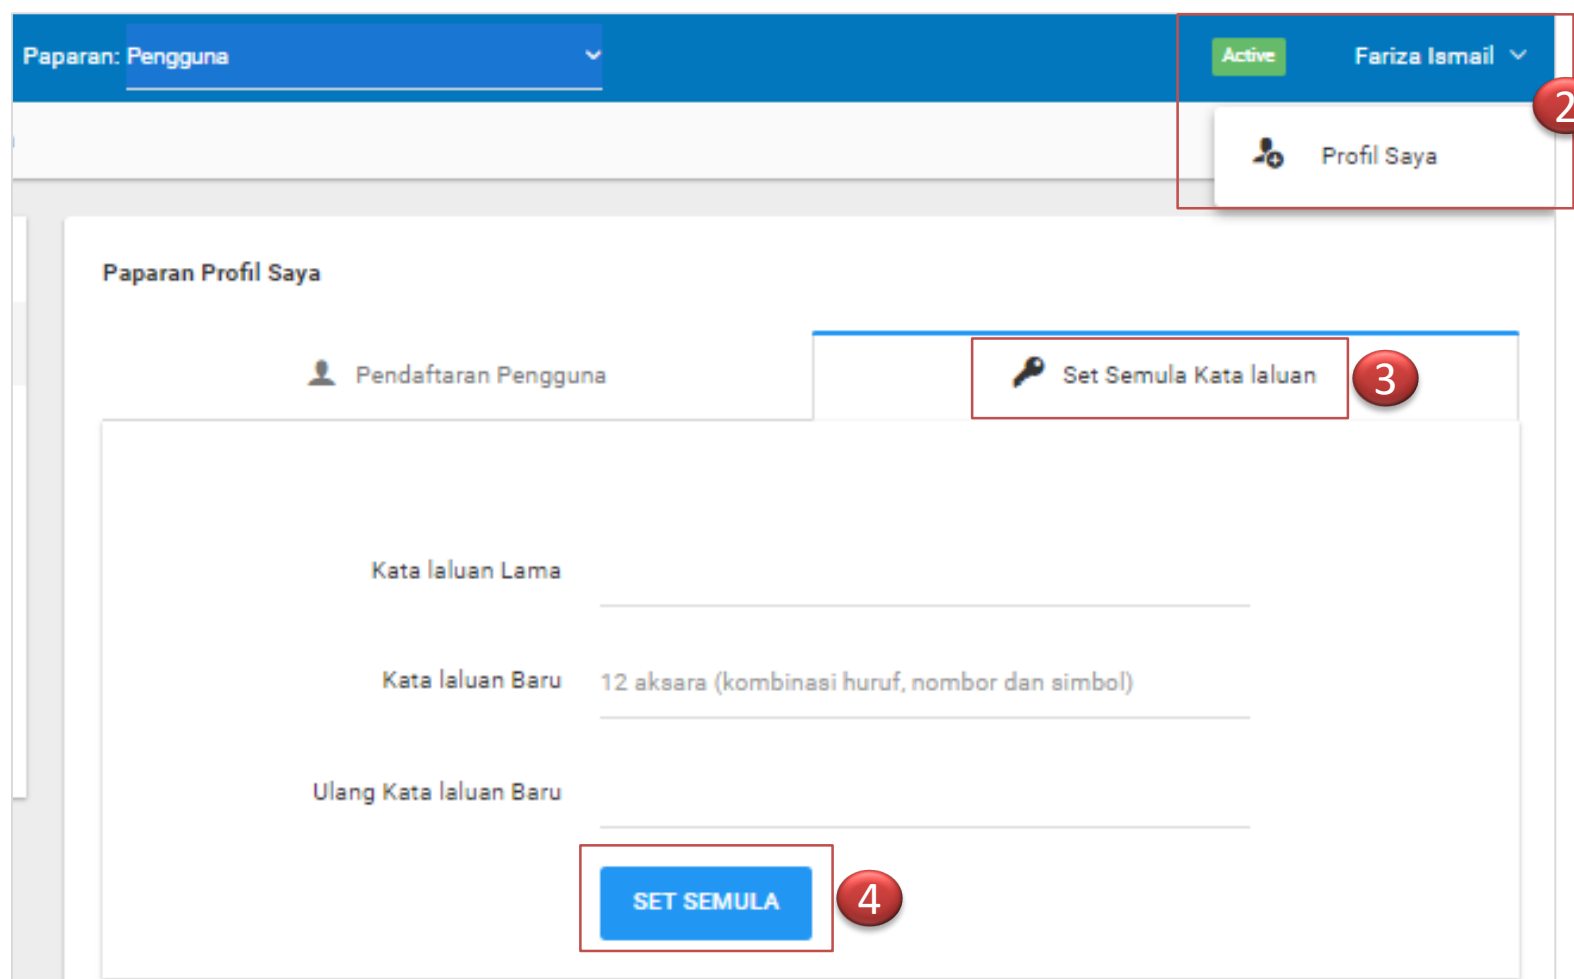 Paparan: Pengguna
Active
Fariza Ismail
2
Profil Saya
Paparan Profil Saya
Pendaftaran Pengguna
Set Semula Kata laluan
3
Kata laluan Lama
Kata laluan Baru
12 aksara (kombinasi huruf, nombor dan simbol)
Ulang Kata laluan Baru
SET SEMULA
4